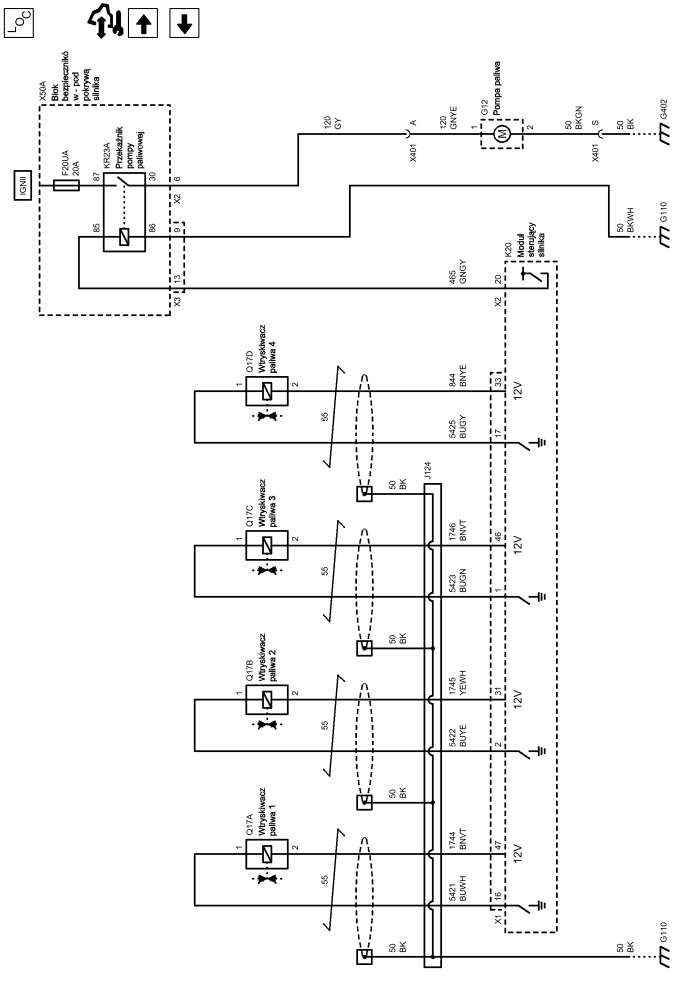 LOC
X50A
Blok
bezpiecznikó
w - pod
pokrywą
silnika
IGNII
F20UA
20A
KR23A
Przekaźnik
pompy
paliwowej
87
30
85
86
6
X2
9
13
X3
120
GY
A
X401
120
GNYE
1
G12
Pompa paliwa
M
2
50
BKGN
S
X401
50
BK
G402
50
BKWH
G110
465
GNGY
20
X2
K20
Moduł
sterujący
silnika
Q17D
Wtryskiwacz
paliwa 4
1
2
55
844
BNYE
33
12V
5425
BUGY
17
50
BK
J124
Q17C
Wtryskiwacz
paliwa 3
1
2
55
1746
BNVT
46
12V
5423
BUGN
1
50
BK
Q17B
Wtryskiwacz
paliwa 2
1
2
55
1745
YEWH
31
12V
5422
BUYE
2
50
BK
Q17A
Wtryskiwacz
paliwa 1
1
2
55
1744
BNVT
47
12V
5421
BUWH
16
X1
50
BK
50
BK
G110